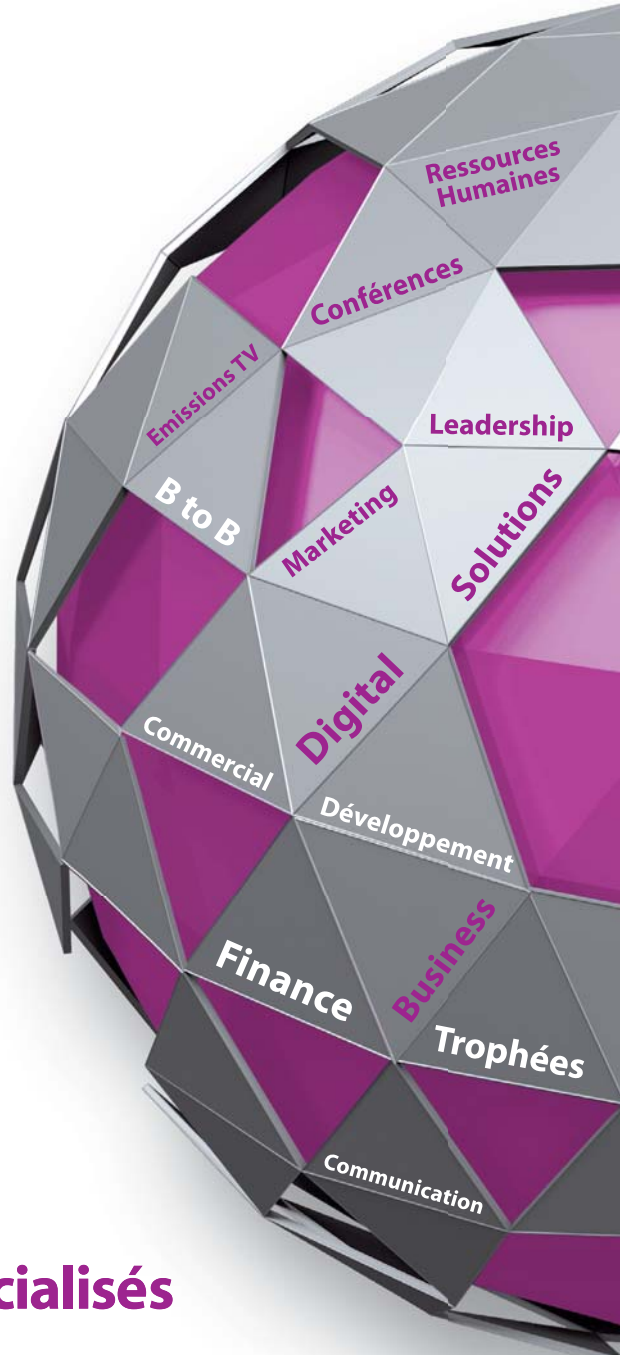 Ressources
Humaines
Conférences
Emissions TV
Leadership
B to B
Marketing
Solutions
Digital
Commercial
Développement
Business
Finance
Trophées
Communication
cialisés